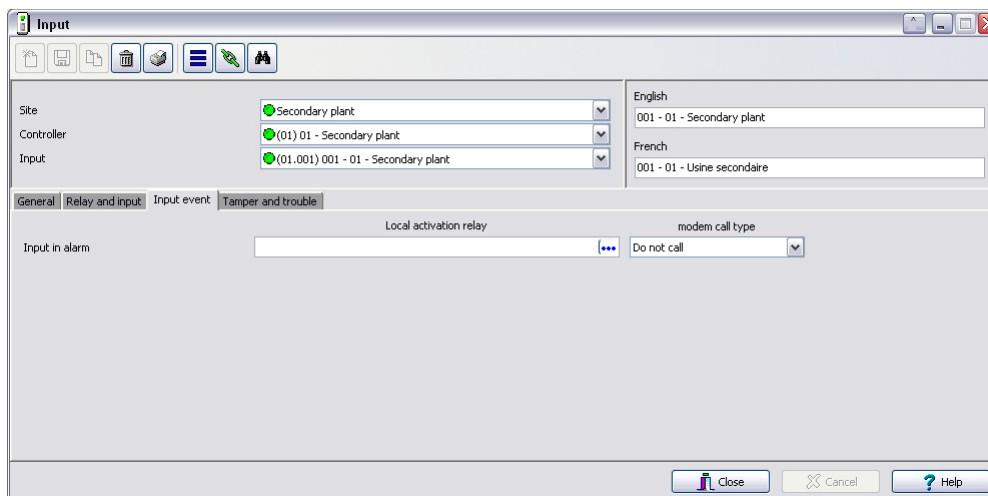 Input
Site
Secondary plant
Controller
(01) 01 - Secondary plant
Input
(01.001) 001 - 01 - Secondary plant
English
001 - 01 - Secondary plant
French
001 - 01 - Usine secondaire
General Relay and input Input event Tamper and trouble
Local activation relay modem call type
Input in alarm Do not call
Close Cancel ? Help